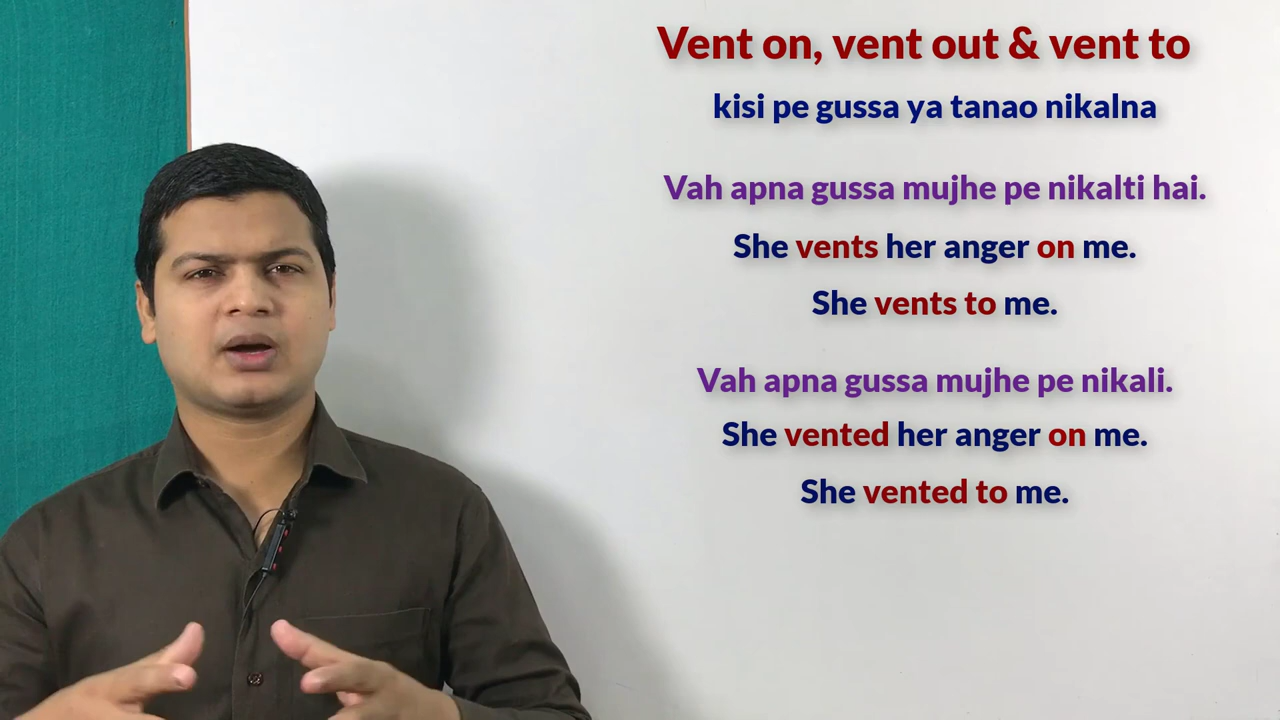 Vent on, vent out & vent to
kisi pe gussa ya tanao nikalna
Vah apna gussa mujhe pe nikalti hai.
She vents her anger on me.
She vents to me.
Vah apna gussa mujhe pe nikali.
She vented her anger on me.
She vented to me.